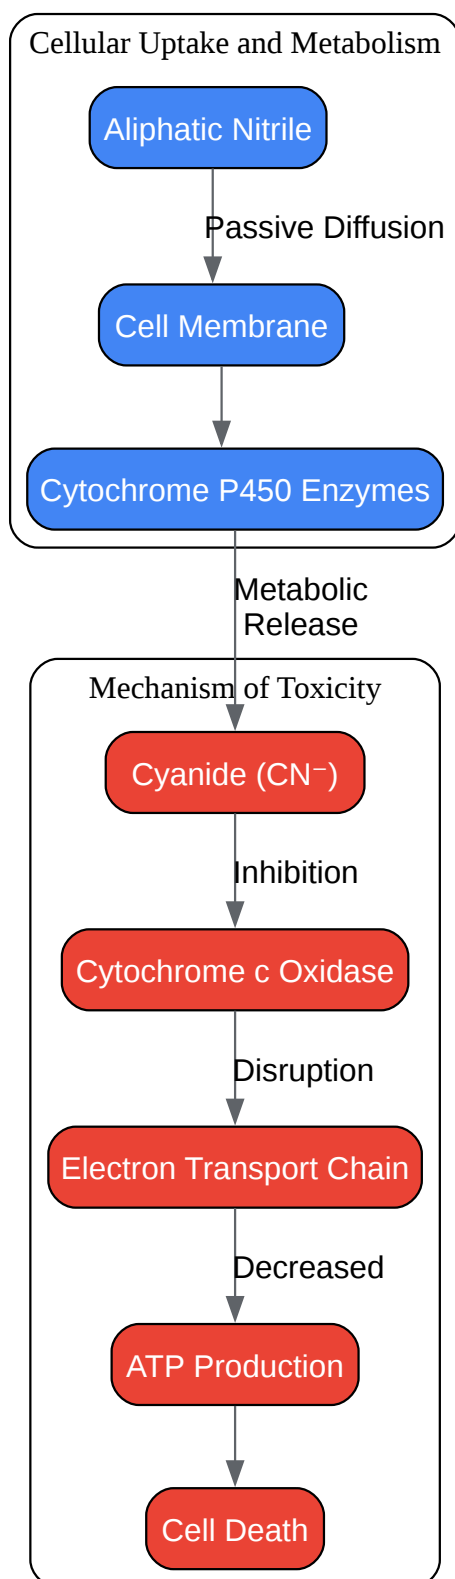 Cellular Uptake and Metabolism
Aliphatic Nitrile
Passive Diffusion
Cell Membrane
Cytochrome P450 Enzymes
Metabolic
Release
Mechanism of Toxicity
Cyanide (CN⁻)
Inhibition
Cytochrome c Oxidase
Disruption
Electron Transport Chain
Decreased
ATP Production
Cell Death